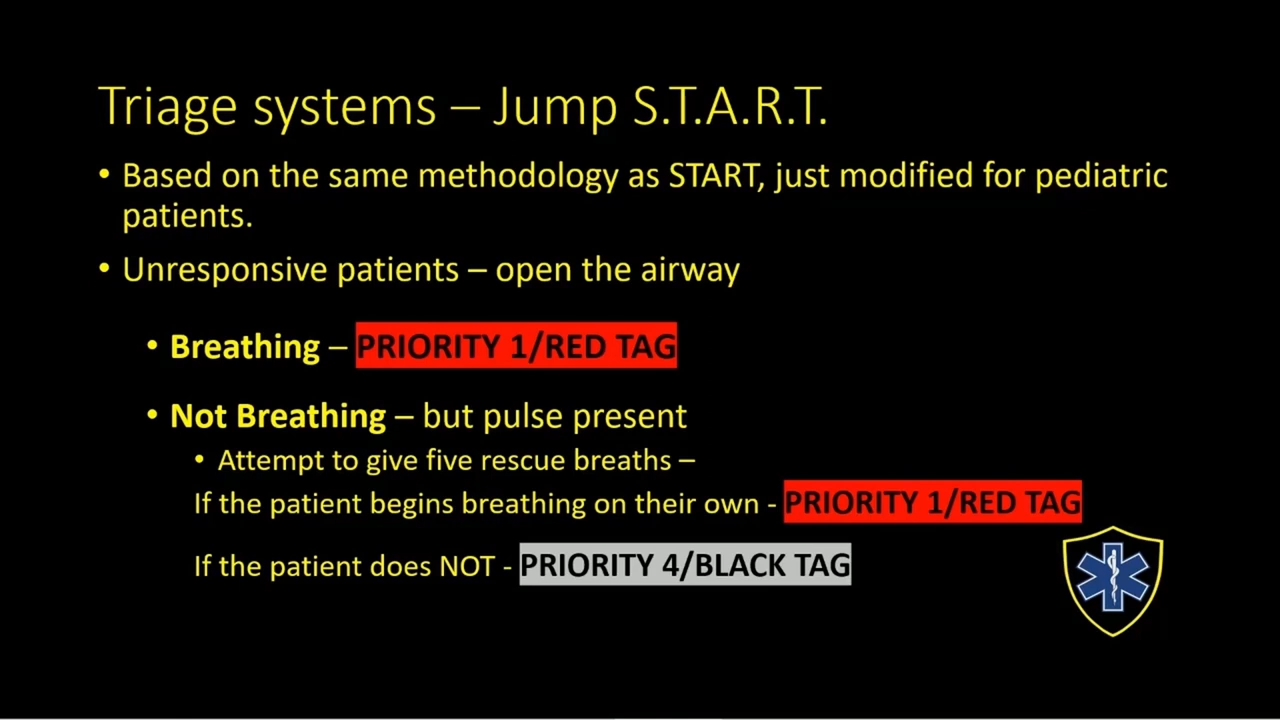 Triage systems – Jump S.T.A.R.T.
• Based on the same methodology as START, just modified for pediatric
patients.
• Unresponsive patients – open the airway
• Breathing – PRIORITY 1/RED TAG
• Not Breathing – but pulse present
• Attempt to give five rescue breaths –
If the patient begins breathing on their own - PRIORITY 1/RED TAG
If the patient does NOT - PRIORITY 4/BLACK TAG